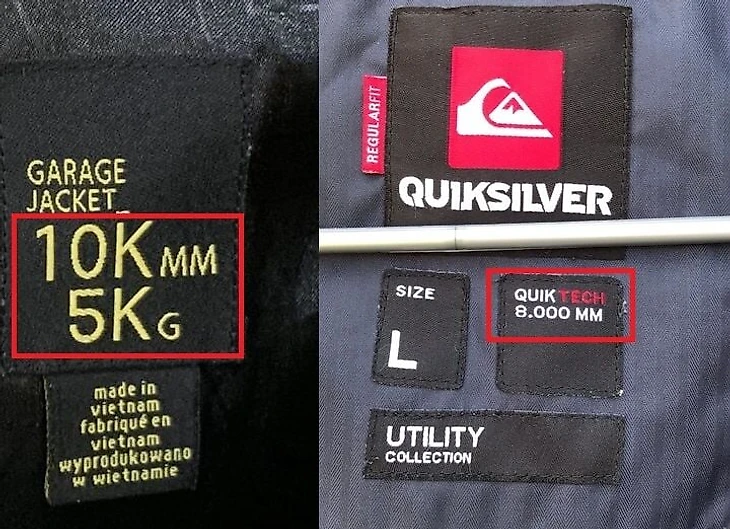 GARAGE
JACKET
10K MM
5K G
made in
vietnam
fabriqué en
vietnam
wyprodukowano
w wietnamie
REGULAR FIT
QUIKSILVER
SIZE
L
QUIKTECH
8.000 MM
UTILITY
COLLECTION